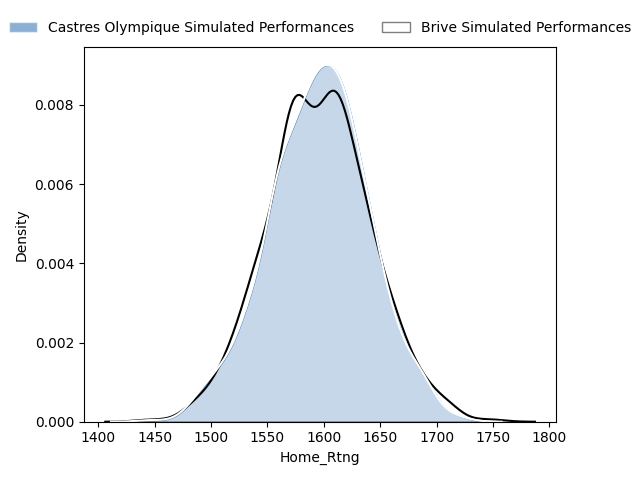 Castres Olympique Simulated Performances
Brive Simulated Performances
Density
0.008
0.006
0.004
0.002
0.000
1400 1450 1500 1550 1600 1650 1700 1750 1800
Home_Rtng